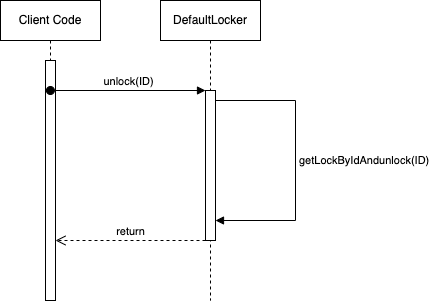 Client Code
DefaultLocker
unlock(ID)
getLockByIdAndunlock(ID)
return